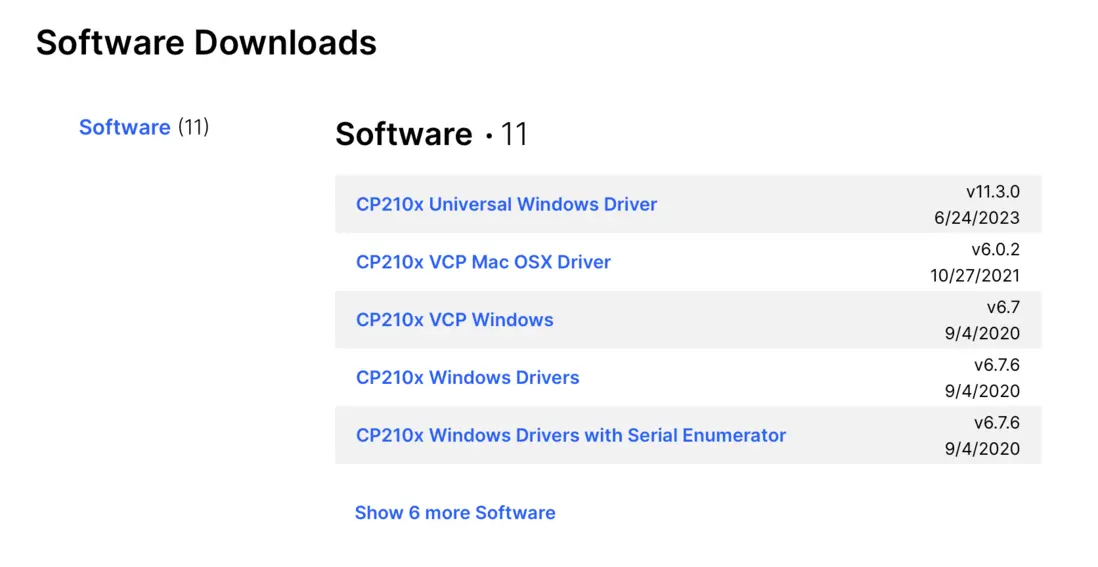 Software Downloads
Software (11)
Software · 11
CP210x Universal Windows Driver
v11.3.0
6/24/2023
CP210x VCP Mac OSX Driver
v6.0.2
10/27/2021
CP210x VCP Windows
v6.7
9/4/2020
CP210x Windows Drivers
v6.7.6
9/4/2020
CP210x Windows Drivers with Serial Enumerator
v6.7.6
9/4/2020
Show 6 more Software